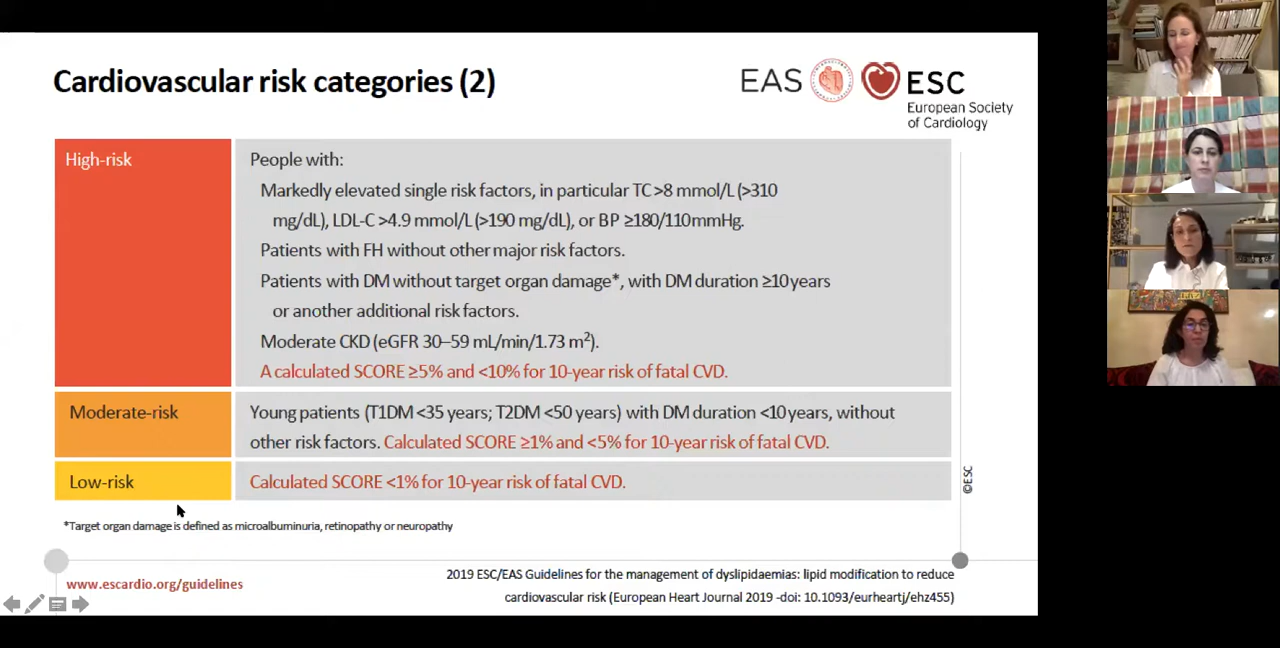 Cardiovascular risk categories (2)
EAS
ESC
European Society
of Cardiology
High-risk
People with:
Markedly elevated single risk factors, in particular TC >8 mmol/L (>310
mg/dL), LDL-C >4.9 mmol/L (>190 mg/dL), or BP ≥180/110mmHg.
Patients with FH without other major risk factors.
Patients with DM without target organ damage*, with DM duration ≥10 years
or another additional risk factors.
Moderate CKD (eGFR 30–59 mL/min/1.73 m²).
A calculated SCORE ≥5% and <10% for 10-year risk of fatal CVD.
Moderate-risk
Young patients (T1DM <35 years; T2DM <50 years) with DM duration <10 years, without
other risk factors. Calculated SCORE ≥1% and <5% for 10-year risk of fatal CVD.
Low-risk
Calculated SCORE <1% for 10-year risk of fatal CVD.
©ESC
*Target organ damage is defined as microalbuminuria, retinopathy or neuropathy
www.escardio.org/guidelines
2019 ESC/EAS Guidelines for the management of dyslipidaemias: lipid modification to reduce
cardiovascular risk (European Heart Journal 2019 -doi: 10.1093/eurheartj/ehz455)